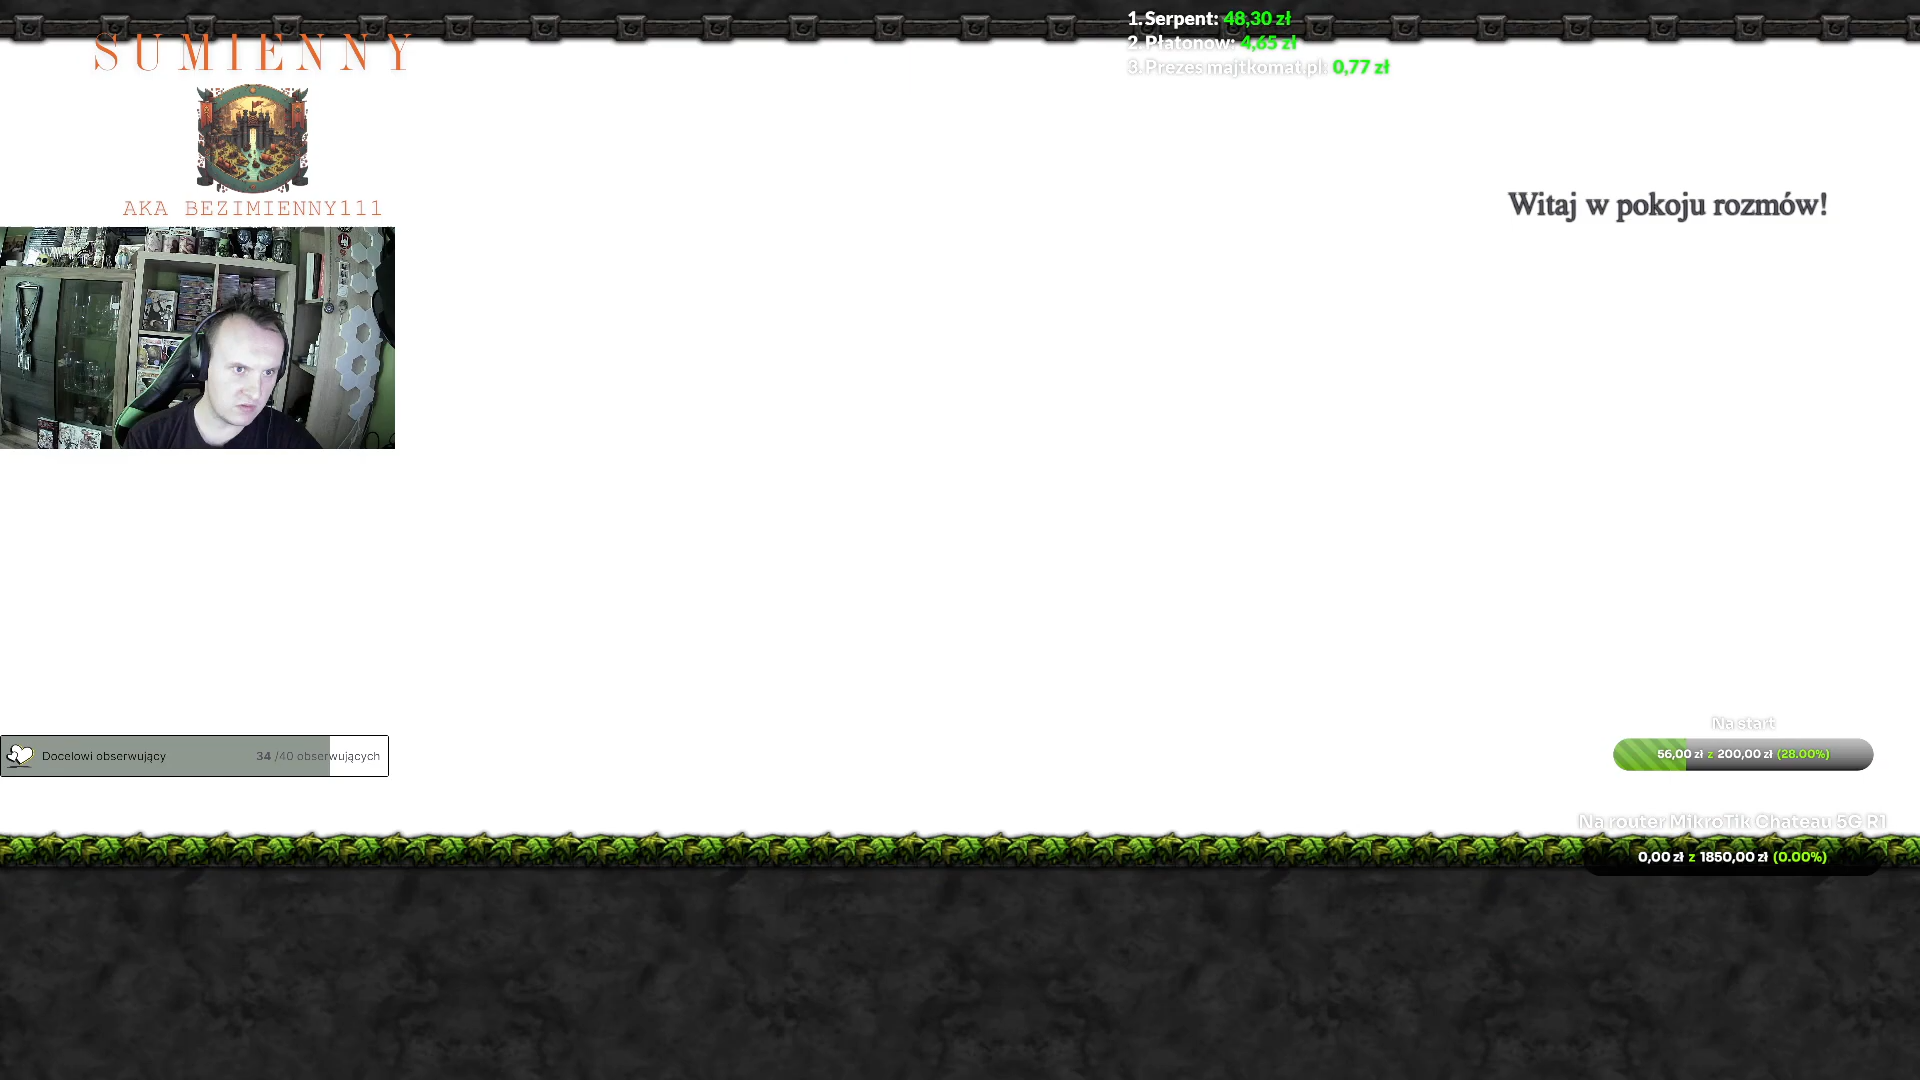 1. Serpent: 48,30 zł
2. Płatonow: 4,65 zł
3. Prezes majtkomat.pl: 0,77 zł
SUMIENNY
AKA BEZIMIENNY111
Witaj w pokoju rozmów!
Na start
56,00 zł z 200,00 zł (28.00%)
Docelowi obserwujący 34 /40 obserwujących
Na router MikroTik Chateau 5G R1
0,00 zł z 1850,00 zł (0.00%)